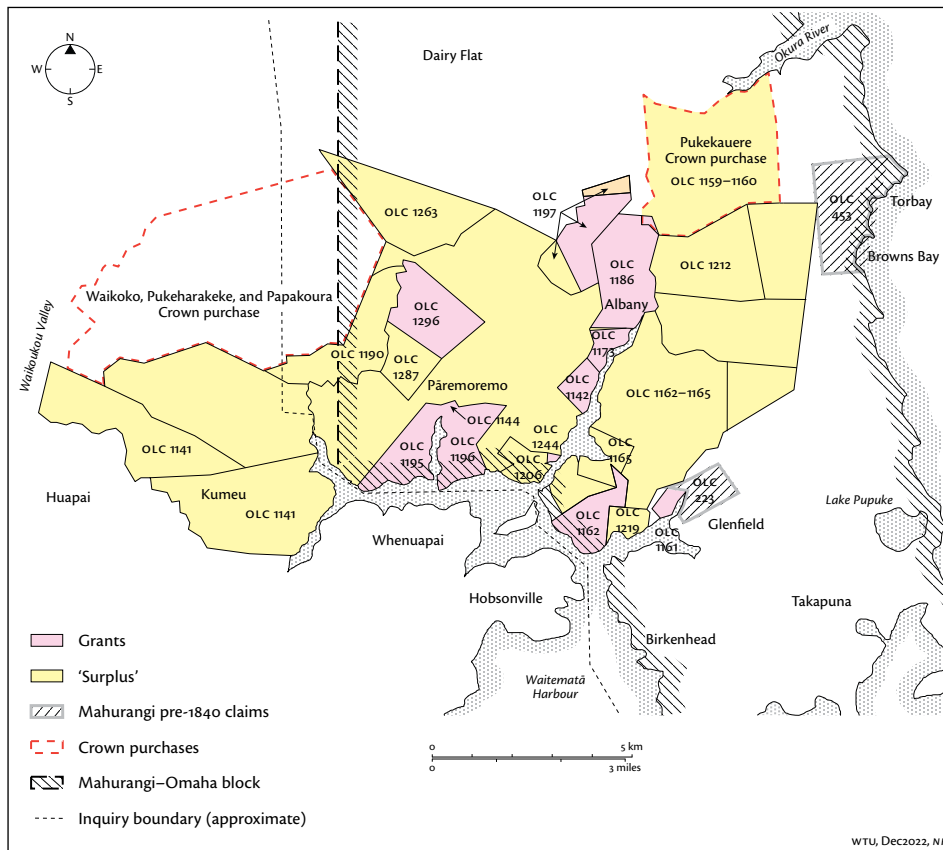 N
W E
S
Dairy Flat
Okura River
Pukekauere
Crown purchase
OLC 1159–1160
OLC
1197
OLC 1263
OLC
453
Torbay
Browns Bay
OLC 1212
OLC
1186
Albany
Waikoukou Valley
Waikoko, Pukeharakeke, and Papakoura
Crown purchase
OLC
1296
OLC 1190
OLC
1287
OLC
1173
Pāremoremo
OLC
1142
OLC 1162–1165
OLC 1144
OLC 1141
OLC
1195
OLC
1196
OLC
1244
OLC
1206
OLC
1165
OLC
223
Huapai
Kumeu
OLC 1141
Lake Pupuke
Glenfield
OLC
1162
OLC
1219
OLC
1161
Whenuapai
Hobsonville
Takapuna
Birkenhead
Waitematā
Harbour
Grants
'Surplus'
Mahurangi pre-1840 claims
Crown purchases
Mahurangi–Omaha block
Inquiry boundary (approximate)
0 5 km
0 3 miles
WTU, Dec2022,